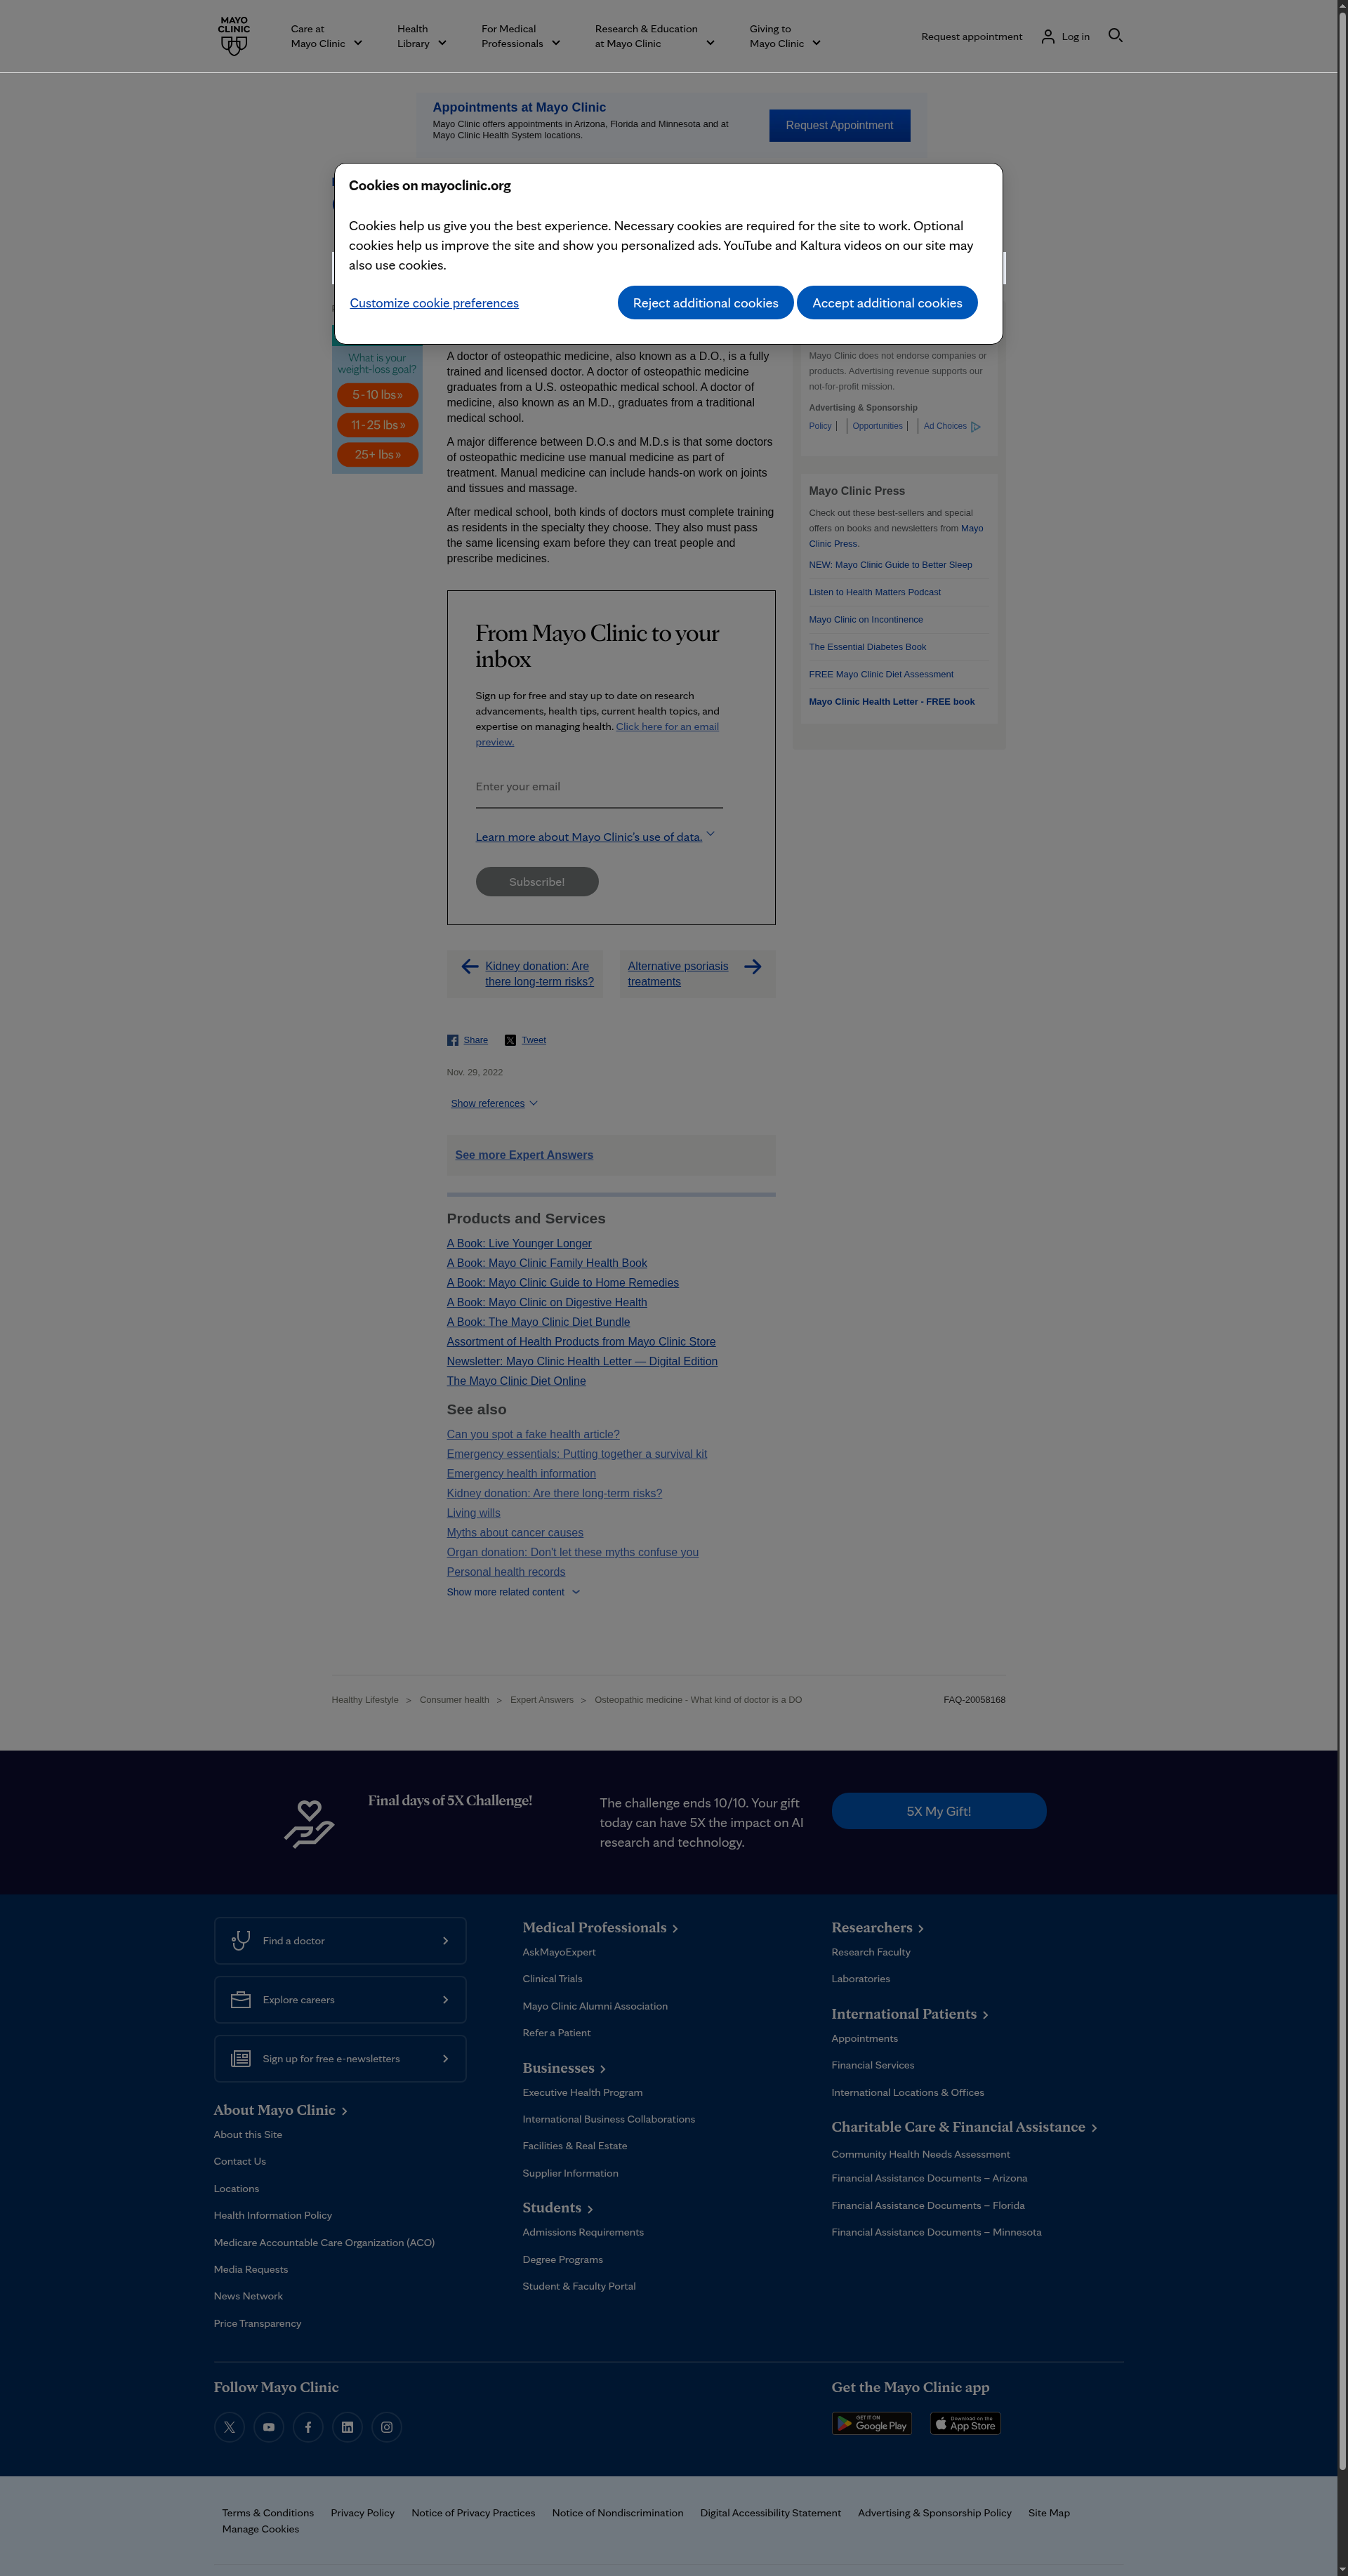 MAYO
CLINIC
Care at
Mayo Clinic
Health
Library
For Medical
Professionals
Research & Education
at Mayo Clinic
Giving to
Mayo Clinic
Request appointment
Log in
Appointments at Mayo Clinic
Mayo Clinic offers appointments in Arizona, Florida and Minnesota and at
Mayo Clinic Health System locations.
Request Appointment
Cookies on mayoclinic.org
Cookies help us give you the best experience. Necessary cookies are required for the site to work. Optional
cookies help us improve the site and show you personalized ads. YouTube and Kaltura videos on our site may
also use cookies.
Customize cookie preferences
Reject additional cookies
Accept additional cookies
What is your
weight-loss goal?
5-10 lbs»
11-25 lbs »
25+ lbs »
A doctor of osteopathic medicine, also known as a D.O., is a fully
trained and licensed doctor. A doctor of osteopathic medicine
graduates from a U.S. osteopathic medical school. A doctor of
medicine, also known as an M.D., graduates from a traditional
medical school.
A major difference between D.O.s and M.D.s is that some doctors
of osteopathic medicine use manual medicine as part of
treatment. Manual medicine can include hands-on work on joints
and tissues and massage.
After medical school, both kinds of doctors must complete training
as residents in the specialty they choose. They also must pass
the same licensing exam before they can treat people and
prescribe medicines.
Mayo Clinic does not endorse companies or
products. Advertising revenue supports our
not-for-profit mission.
Advertising & Sponsorship
Policy
Opportunities
Ad Choices
Mayo Clinic Press
Check out these best-sellers and special
offers on books and newsletters from Mayo
Clinic Press.
NEW: Mayo Clinic Guide to Better Sleep
Listen to Health Matters Podcast
Mayo Clinic on Incontinence
The Essential Diabetes Book
FREE Mayo Clinic Diet Assessment
Mayo Clinic Health Letter - FREE book
From Mayo Clinic to your
inbox
Sign up for free and stay up to date on research
advancements, health tips, current health topics, and
expertise on managing health. Click here for an email
preview.
Enter your email
Learn more about Mayo Clinic's use of data.
Subscribe!
Kidney donation: Are
there long-term risks?
Alternative psoriasis
treatments
Share
Tweet
Nov. 29, 2022
Show references
See more Expert Answers
Products and Services
A Book: Live Younger Longer
A Book: Mayo Clinic Family Health Book
A Book: Mayo Clinic Guide to Home Remedies
A Book: Mayo Clinic on Digestive Health
A Book: The Mayo Clinic Diet Bundle
Assortment of Health Products from Mayo Clinic Store
Newsletter: Mayo Clinic Health Letter — Digital Edition
The Mayo Clinic Diet Online
See also
Can you spot a fake health article?
Emergency essentials: Putting together a survival kit
Emergency health information
Kidney donation: Are there long-term risks?
Living wills
Myths about cancer causes
Organ donation: Don't let these myths confuse you
Personal health records
Show more related content
Healthy Lifestyle > Consumer health > Expert Answers > Osteopathic medicine - What kind of doctor is a DO
FAQ-20058168
Final days of 5X Challenge!
The challenge ends 10/10. Your gift
today can have 5X the impact on AI
research and technology.
5X My Gift!
Find a doctor
Explore careers
Sign up for free e-newsletters
About Mayo Clinic
About this Site
Contact Us
Locations
Health Information Policy
Medicare Accountable Care Organization (ACO)
Media Requests
News Network
Price Transparency
Medical Professionals
AskMayoExpert
Clinical Trials
Mayo Clinic Alumni Association
Refer a Patient
Businesses
Executive Health Program
International Business Collaborations
Facilities & Real Estate
Supplier Information
Students
Admissions Requirements
Degree Programs
Student & Faculty Portal
Researchers
Research Faculty
Laboratories
International Patients
Appointments
Financial Services
International Locations & Offices
Charitable Care & Financial Assistance
Community Health Needs Assessment
Financial Assistance Documents – Arizona
Financial Assistance Documents – Florida
Financial Assistance Documents – Minnesota
Follow Mayo Clinic
Get the Mayo Clinic app
GET IT ON
Google Play
Download on the
App Store
Terms & Conditions
Privacy Policy
Notice of Privacy Practices
Notice of Nondiscrimination
Digital Accessibility Statement
Advertising & Sponsorship Policy
Site Map
Manage Cookies